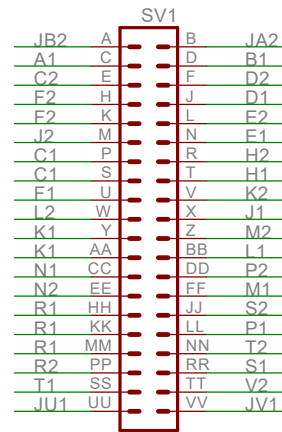 SV1
JB2 A B JA2
A1 C D B1
C2 E F D2
F2 H J D1
F2 K L E2
J2 M N E1
C1 P R H2
C1 S T H1
F1 U V K2
L2 W X J1
K1 Y Z M2
K1 AA BB L1
N1 CC DD P2
N2 EE FF M1
R1 HH JJ S2
R1 KK LL P1
R1 MM NN T2
R2 PP RR S1
T1 SS TT V2
JU1 UU VV JV1